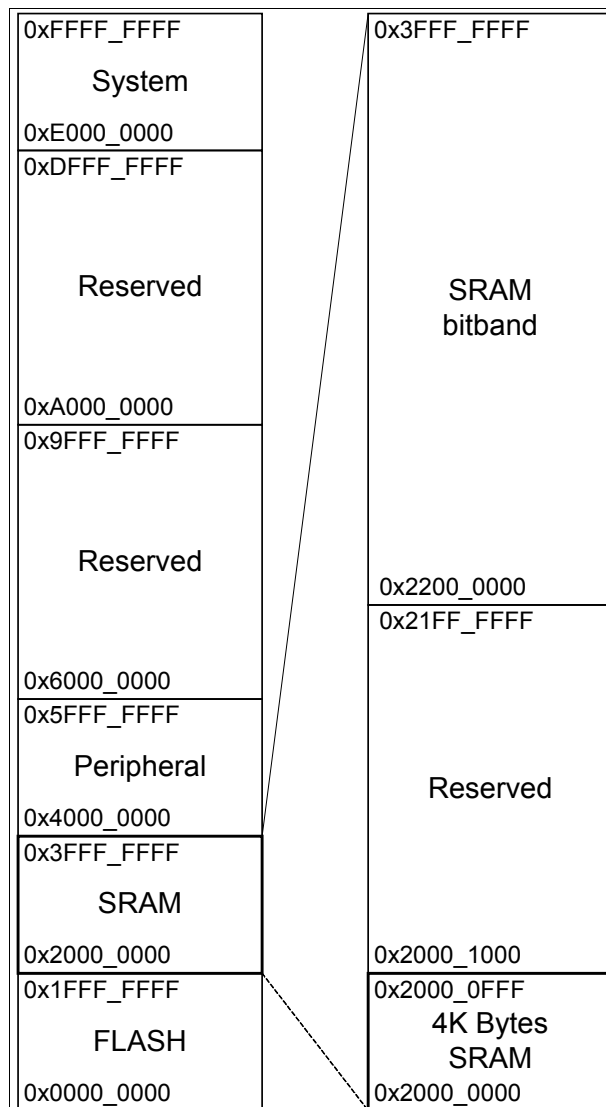 0xFFFF_FFFF
System
0xE000_0000
0xDFFF_FFFF
Reserved
0xA000_0000
0x9FFF_FFFF
Reserved
0x6000_0000
0x5FFF_FFFF
Peripheral
0x4000_0000
0x3FFF_FFFF
SRAM
0x2000_0000
0x1FFF_FFFF
FLASH
0x0000_0000
0x3FFF_FFFF
SRAM
bitband
0x2200_0000
0x21FF_FFFF
Reserved
0x2000_1000
0x2000_0FFF
4K Bytes
SRAM
0x2000_0000